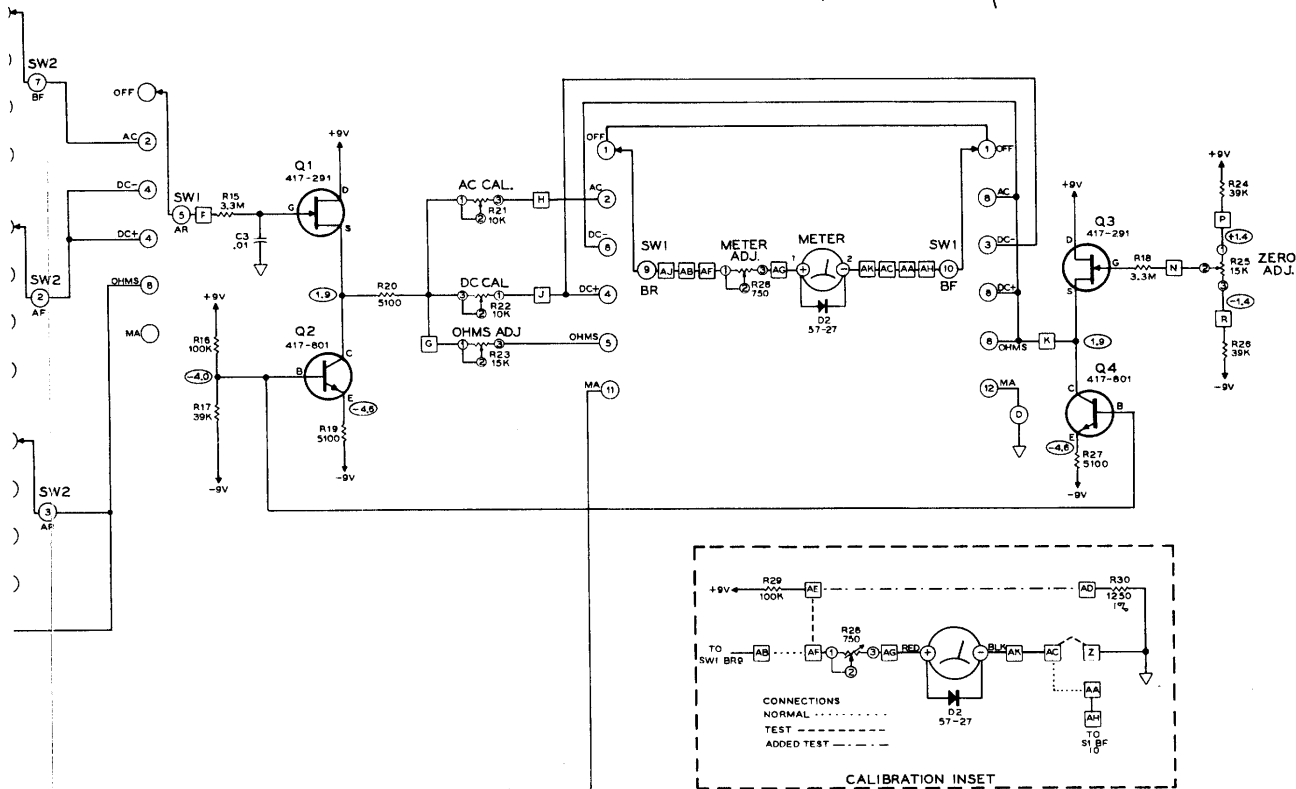 SW2
7
BF
OFF
AC 2
DC- 4
DC+ 4
OHMS 6
MA
SW2
2
AF
SW2
3
SW1
5
AR
F
R15
3.3M
C3
.01
+9V
Q1
417-291
D
G
S
1.9
+9V
R16
100K
-4.0
R17
39K
-9V
Q2
417-801
C
B
E
-4.6
R19
5100
-9V
R20
5100
AC CAL.
1 3
2
R21
10K
H
DC CAL
3 1
2
R22
10K
J
OHMS ADJ
G
1 3
2
R23
15K
OFF
1
AC
2
DC-
6
DC+
4
OHMS
5
MA
11
SW1
9
BR
AJ AB AF
METER
ADJ.
1 3
2
R28
750
AG
METER
1 + - 2
D2
57-27
AK AC AA AH
SW1
10
BF
1
OFF
8 AC
3 DC-
8 DC+
8 OHMS
12 MA
D
K
1.9
+9V
Q3
417-291
D
G
S
R18
3.3M
N
Q4
417-801
C
B
E
-4.6
R27
5100
-9V
+9V
R24
39K
P
+1.4
1
2
R25
15K
3
ZERO
ADJ.
-1.4
R
R26
39K
-9V
+9V
R29
100K
AE
AD
R30
1250
1%
TO
SW1 BR9
AB
AF
1 3
2
R28
750
AG
RED
+ -
BLK
AK
AC
Z
D2
57-27
AA
AH
TO
S1 BF
10
CONNECTIONS
NORMAL
TEST
ADDED TEST
CALIBRATION INSET